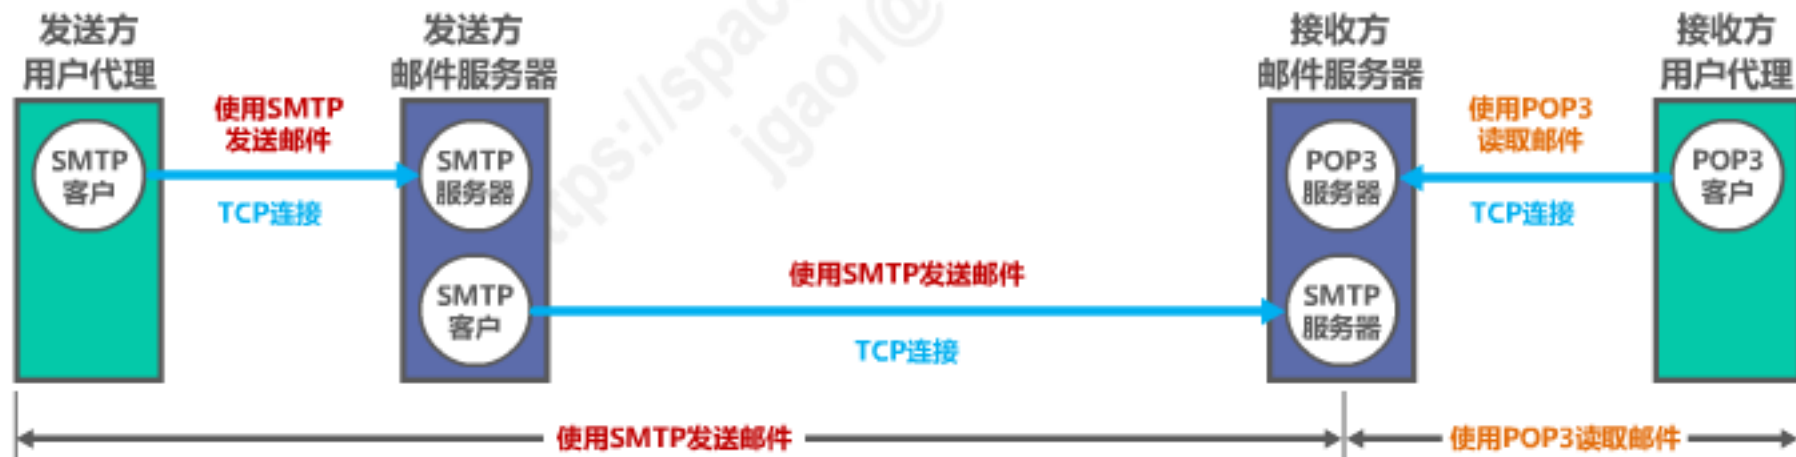 发送方
用户代理
发送方
邮件服务器
接收方
邮件服务器
接收方
用户代理
使用SMTP
发送邮件
使用POP3
读取邮件
SMTP
客户
SMTP
服务器
POP3
服务器
POP3
客户
TCP连接
TCP连接
使用SMTP发送邮件
SMTP
客户
SMTP
服务器
TCP连接
使用SMTP发送邮件
使用POP3读取邮件
ttps://spac
jgao1@